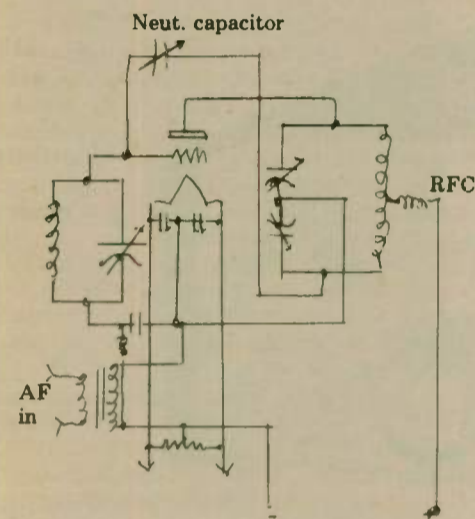 Neut. capacitor
RFC
AF
in
-
+